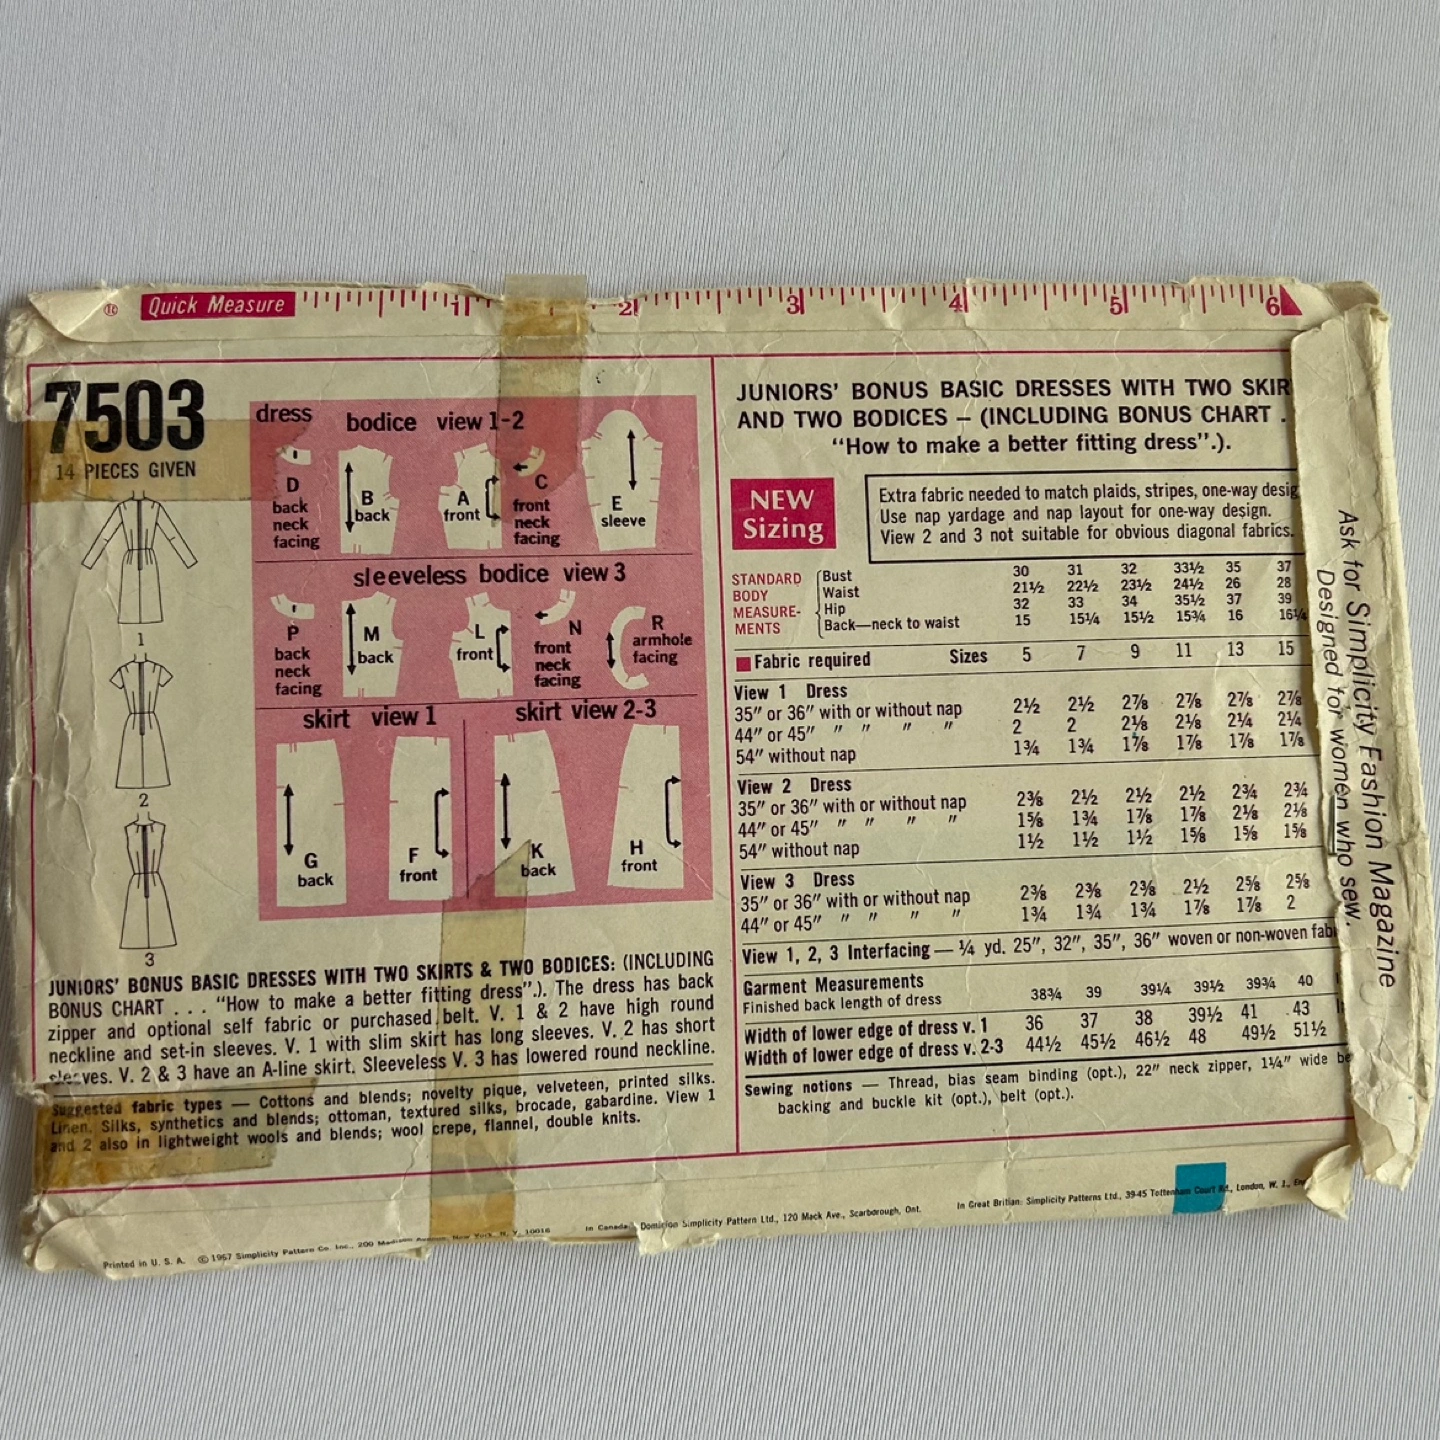 Quick Measure 1 2 3 4 5 6
7503
14 PIECES GIVEN
1
2
3
dress
bodice view 1-2
D
back
neck
facing
B
back
A
front
C
front
neck
facing
E
sleeve
sleeveless bodice view 3
P
back
neck
facing
M
back
L
front
N
front
neck
facing
R
armhole
facing
skirt view 1
skirt view 2-3
G
back
F
front
K
back
H
front
JUNIORS' BONUS BASIC DRESSES WITH TWO SKIRTS & TWO BODICES: (INCLUDING
BONUS CHART . . . "How to make a better fitting dress".). The dress has back
zipper and optional self fabric or purchased belt. V. 1 & 2 have high round
neckline and set-in sleeves. V. 1 with slim skirt has long sleeves. V. 2 has short
sleeves. V. 2 & 3 have an A-line skirt. Sleeveless V. 3 has lowered round neckline.
Suggested fabric types — Cottons and blends; novelty pique, velveteen, printed silks.
Linen. Silks, synthetics and blends; ottoman, textured silks, brocade, gabardine. View 1
and 2 also in lightweight wools and blends; wool crepe, flannel, double knits.
JUNIORS' BONUS BASIC DRESSES WITH TWO SKIR
AND TWO BODICES — (INCLUDING BONUS CHART .
"How to make a better fitting dress".).
NEW
Sizing
Extra fabric needed to match plaids, stripes, one-way desig
Use nap yardage and nap layout for one-way design.
View 2 and 3 not suitable for obvious diagonal fabrics.
STANDARD
BODY
MEASURE-
MENTS
Bust 30 31 32 33½ 35 37
Waist 21½ 22½ 23½ 24½ 26 28
Hip 32 33 34 35½ 37 39
Back—neck to waist 15 15¼ 15½ 15¾ 16 16¼
Fabric required Sizes 5 7 9 11 13 15
View 1 Dress
35" or 36" with or without nap 2½ 2½ 2⅞ 2⅞ 2⅞ 2⅞
44" or 45" " " " " 2 2 2⅛ 2⅛ 2¼ 2¼
54" without nap 1¾ 1¾ 1⅞ 1⅞ 1⅞ 1⅞
View 2 Dress
35" or 36" with or without nap 2⅜ 2½ 2½ 2½ 2¾ 2¾
44" or 45" " " " " 1⅝ 1¾ 1⅞ 1⅞ 2⅛ 2⅛
54" without nap 1½ 1½ 1½ 1⅝ 1⅝ 1⅝
View 3 Dress
35" or 36" with or without nap 2⅜ 2⅜ 2⅜ 2½ 2⅝ 2⅝
44" or 45" " " " " 1¾ 1¾ 1¾ 1⅞ 1⅞ 2
View 1, 2, 3 Interfacing — ¼ yd. 25", 32", 35", 36" woven or non-woven fab
Garment Measurements
Finished back length of dress 38¾ 39 39¼ 39½ 39¾ 40
Width of lower edge of dress v. 1 36 37 38 39½ 41 43
Width of lower edge of dress v. 2-3 44½ 45½ 46½ 48 49½ 51½
Sewing notions — Thread, bias seam binding (opt.), 22" neck zipper, 1¼" wide be
backing and buckle kit (opt.), belt (opt.).
Ask for Simplicity Fashion Magazine
Designed for women who sew.
Printed in U. S. A. © 1967 Simplicity Pattern Co. Inc., 200 Madison Avenue, New York, N. Y. 10016 In Canada: Dominion Simplicity Pattern Ltd., 120 Mack Ave., Scarborough, Ont. In Great Britian: Simplicity Patterns Ltd., 39-45 Tottenham Court Rd., London, W. 1.,